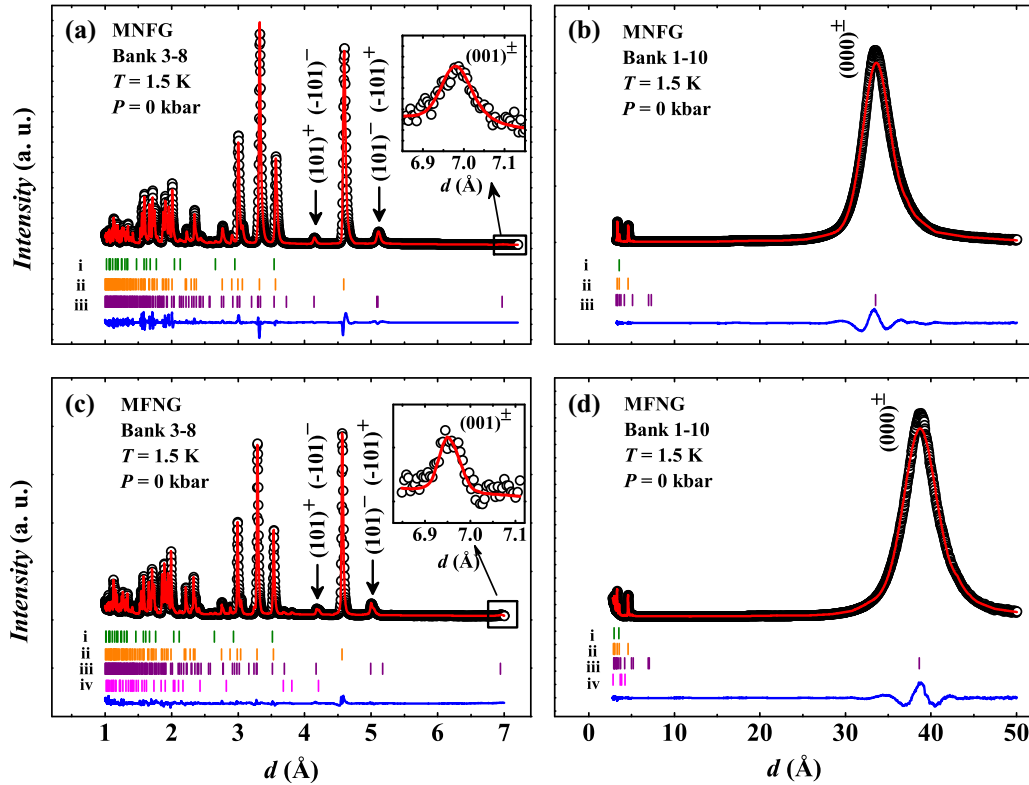 (a)
MNFG
Bank 3-8
T = 1.5 K
P = 0 kbar
(101)⁺ (-101)⁻
(101)⁻ (-101)⁺
(001)±
6.9 7.0 7.1
d (Å)
i
ii
iii
Intensity (a. u.)
(b)
MNFG
Bank 1-10
T = 1.5 K
P = 0 kbar
(000)±
i
ii
iii
(c)
MFNG
Bank 3-8
T = 1.5 K
P = 0 kbar
(101)⁺ (-101)⁻
(101)⁻ (-101)⁺
(001)±
6.9 7.0 7.1
d (Å)
i
ii
iii
iv
Intensity (a. u.)
1 2 3 4 5 6 7
d (Å)
(d)
MFNG
Bank 1-10
T = 1.5 K
P = 0 kbar
(000)±
i
ii
iii
iv
0 10 20 30 40 50
d (Å)